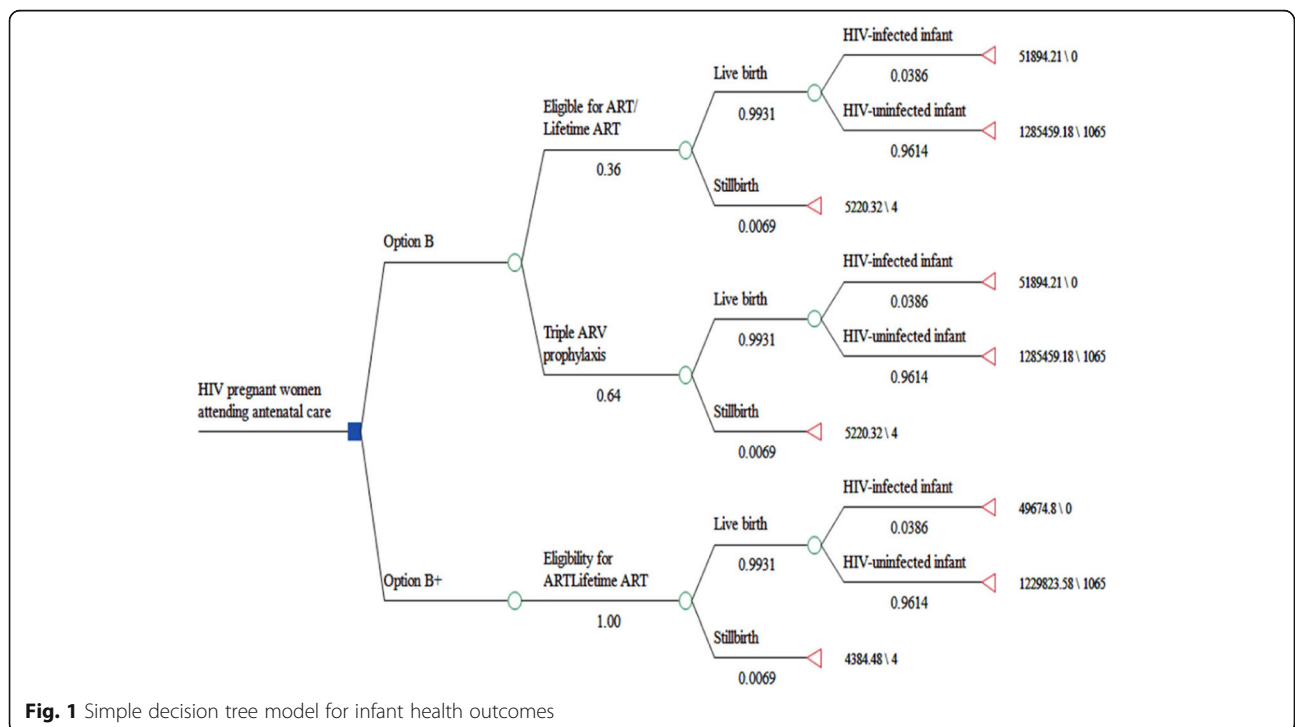 HIV-infected infant
51894.21 \ 0
0.0386
Live birth
0.9931
HIV-uninfected infant
1285459.18 \ 1065
0.9614
Eligible for ART/
Lifetime ART
0.36
Stillbirth
5220.32 \ 4
0.0069
Option B
HIV-infected infant
51894.21 \ 0
0.0386
Live birth
0.9931
HIV-uninfected infant
1285459.18 \ 1065
0.9614
Triple ARV
prophylaxis
0.64
Stillbirth
5220.32 \ 4
0.0069
HIV pregnant women
attending antenatal care
HIV-infected infant
49674.8 \ 0
0.0386
Live birth
0.9931
HIV-uninfected infant
1229823.58 \ 1065
0.9614
Option B+
Eligibility for
ARTLifetime ART
1.00
Stillbirth
4384.48 \ 4
0.0069
Fig. 1 Simple decision tree model for infant health outcomes